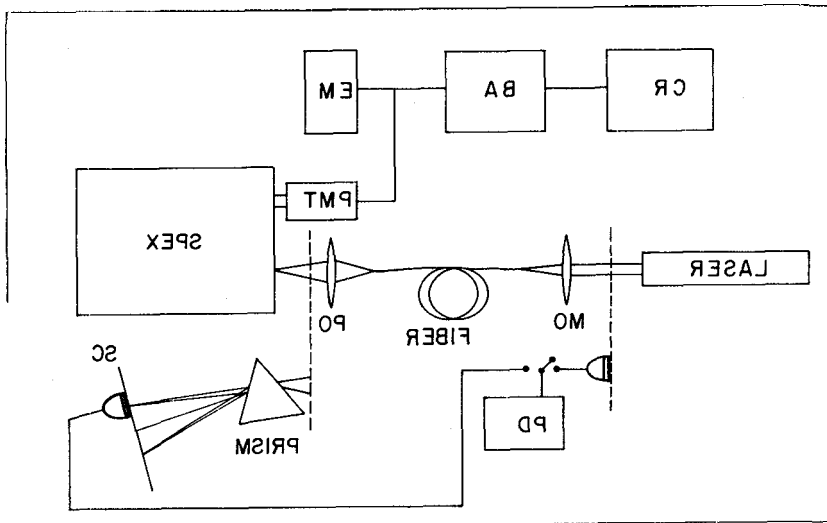 CR
BA
EM
PMT
LASER
SPEX
MO
FIBER
PO
SC
PRISM
PD